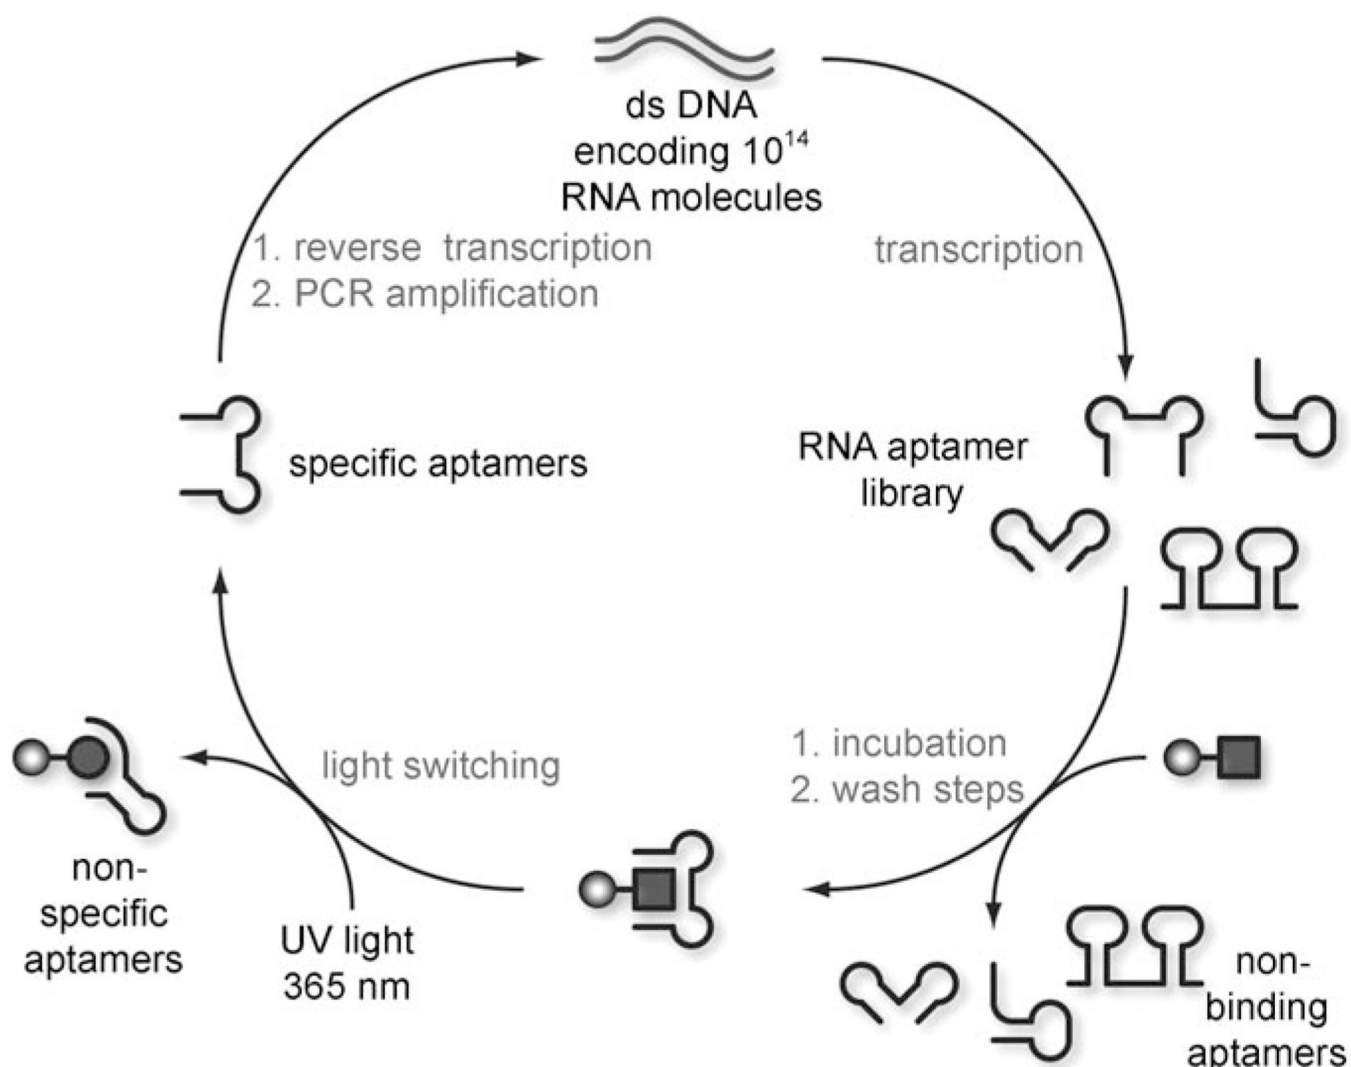 ds DNA
encoding 10¹⁴
RNA molecules
1. reverse transcription
2. PCR amplification
transcription
specific aptamers
RNA aptamer
library
light switching
1. incubation
2. wash steps
non-
specific
aptamers
UV light
365 nm
non-
binding
aptamers